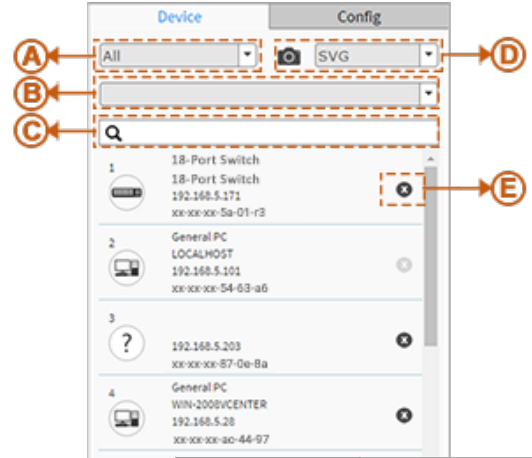 Device Config
A All SVG D
B
C
1 18-Port Switch
18-Port Switch
192.168.5.171 E
xx-xx-xx-5a-01-r3
2 General PC
LOCALHOST
192.168.5.101
xx-xx-xx-54-63-a6
3
? 192.168.5.203
xx-xx-xx-87-0e-8a
4 General PC
WIN-2008VCENTER
192.168.5.28
xx-xx-xx-ac-44-97